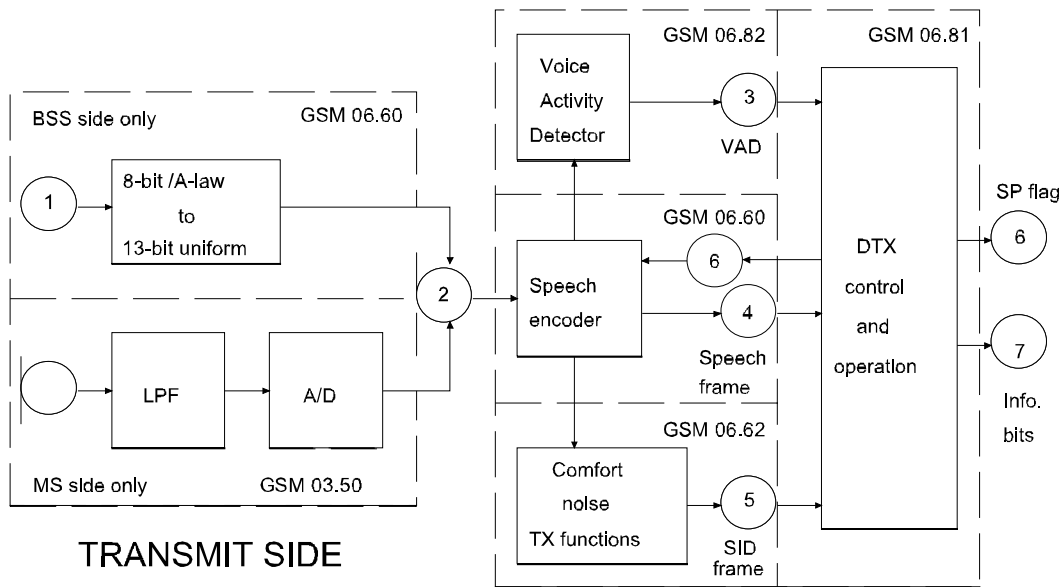 BSS side only
GSM 06.60
1
8-bit /A-law
to
13-bit uniform
2
LPF
A/D
MS side only
GSM 03.50
TRANSMIT SIDE
GSM 06.82
Voice
Activity
Detector
3
VAD
GSM 06.60
Speech
encoder
6
4
Speech
frame
GSM 06.62
Comfort
noise
TX functions
5
SID
frame
GSM 06.81
DTX
control
and
operation
SP flag
6
7
Info.
bits